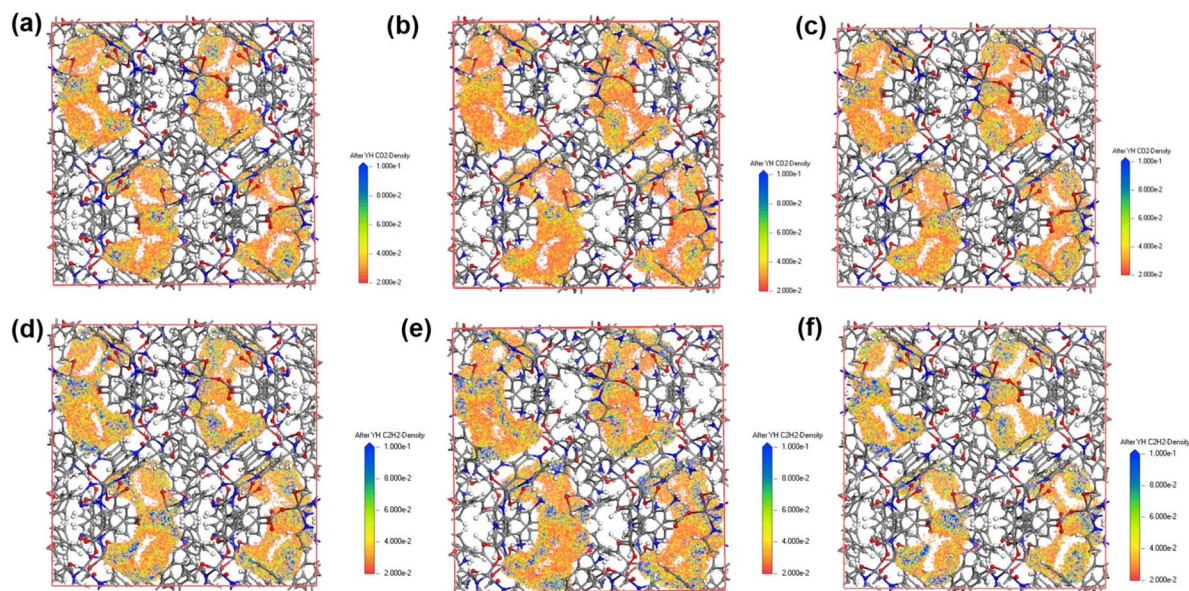 (a)
(b)
(c)
After YH CO2-Density
1.000e-1
8.000e-2
6.000e-2
4.000e-2
2.000e-2
After YH CO2-Density
1.000e-1
8.000e-2
6.000e-2
4.000e-2
2.000e-2
After YH CO2-Density
1.000e-1
8.000e-2
6.000e-2
4.000e-2
2.000e-2
(d)
(e)
(f)
After YH C2H2-Density
1.000e-1
8.000e-2
6.000e-2
4.000e-2
2.000e-2
After YH C2H2-Density
1.000e-1
8.000e-2
6.000e-2
4.000e-2
2.000e-2
After YH C2H2-Density
1.000e-1
8.000e-2
6.000e-2
4.000e-2
2.000e-2